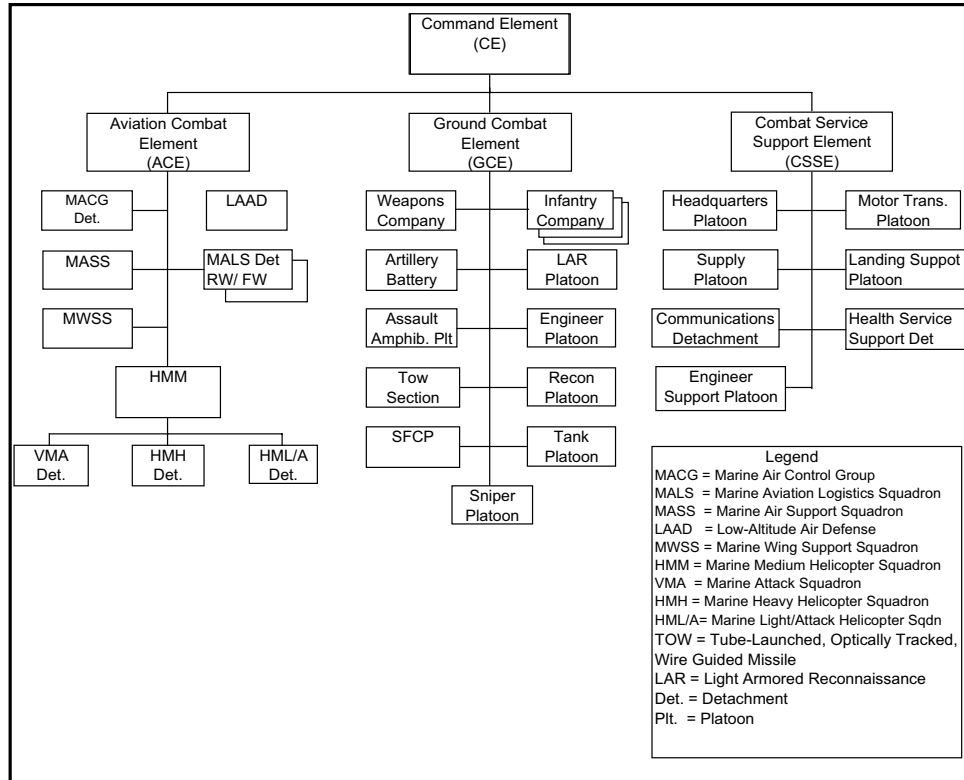 Command Element
(CE)
Aviation Combat
Element
(ACE)
Ground Combat
Element
(GCE)
Combat Service
Support Element
(CSSE)
MACG
Det.
LAAD
MASS
MALS Det
RW/ FW
MWSS
HMM
VMA
Det.
HMH
Det.
HML/A
Det.
Weapons
Company
Infantry
Company
Artillery
Battery
LAR
Platoon
Assault
Amphib. Plt
Engineer
Platoon
Tow
Section
Recon
Platoon
SFCP
Tank
Platoon
Sniper
Platoon
Headquarters
Platoon
Motor Trans.
Platoon
Supply
Platoon
Landing Suppot
Platoon
Communications
Detachment
Health Service
Support Det
Engineer
Support Platoon
Legend
MACG = Marine Air Control Group
MALS = Marine Aviation Logistics Squadron
MASS = Marine Air Support Squadron
LAAD = Low-Altitude Air Defense
MWSS = Marine Wing Support Squadron
HMM = Marine Medium Helicopter Squadron
VMA = Marine Attack Squadron
HMH = Marine Heavy Helicopter Squadron
HML/A= Marine Light/Attack Helicopter Sqdn
TOW = Tube-Launched, Optically Tracked,
Wire Guided Missile
LAR = Light Armored Reconnaissance
Det. = Detachment
Plt. = Platoon